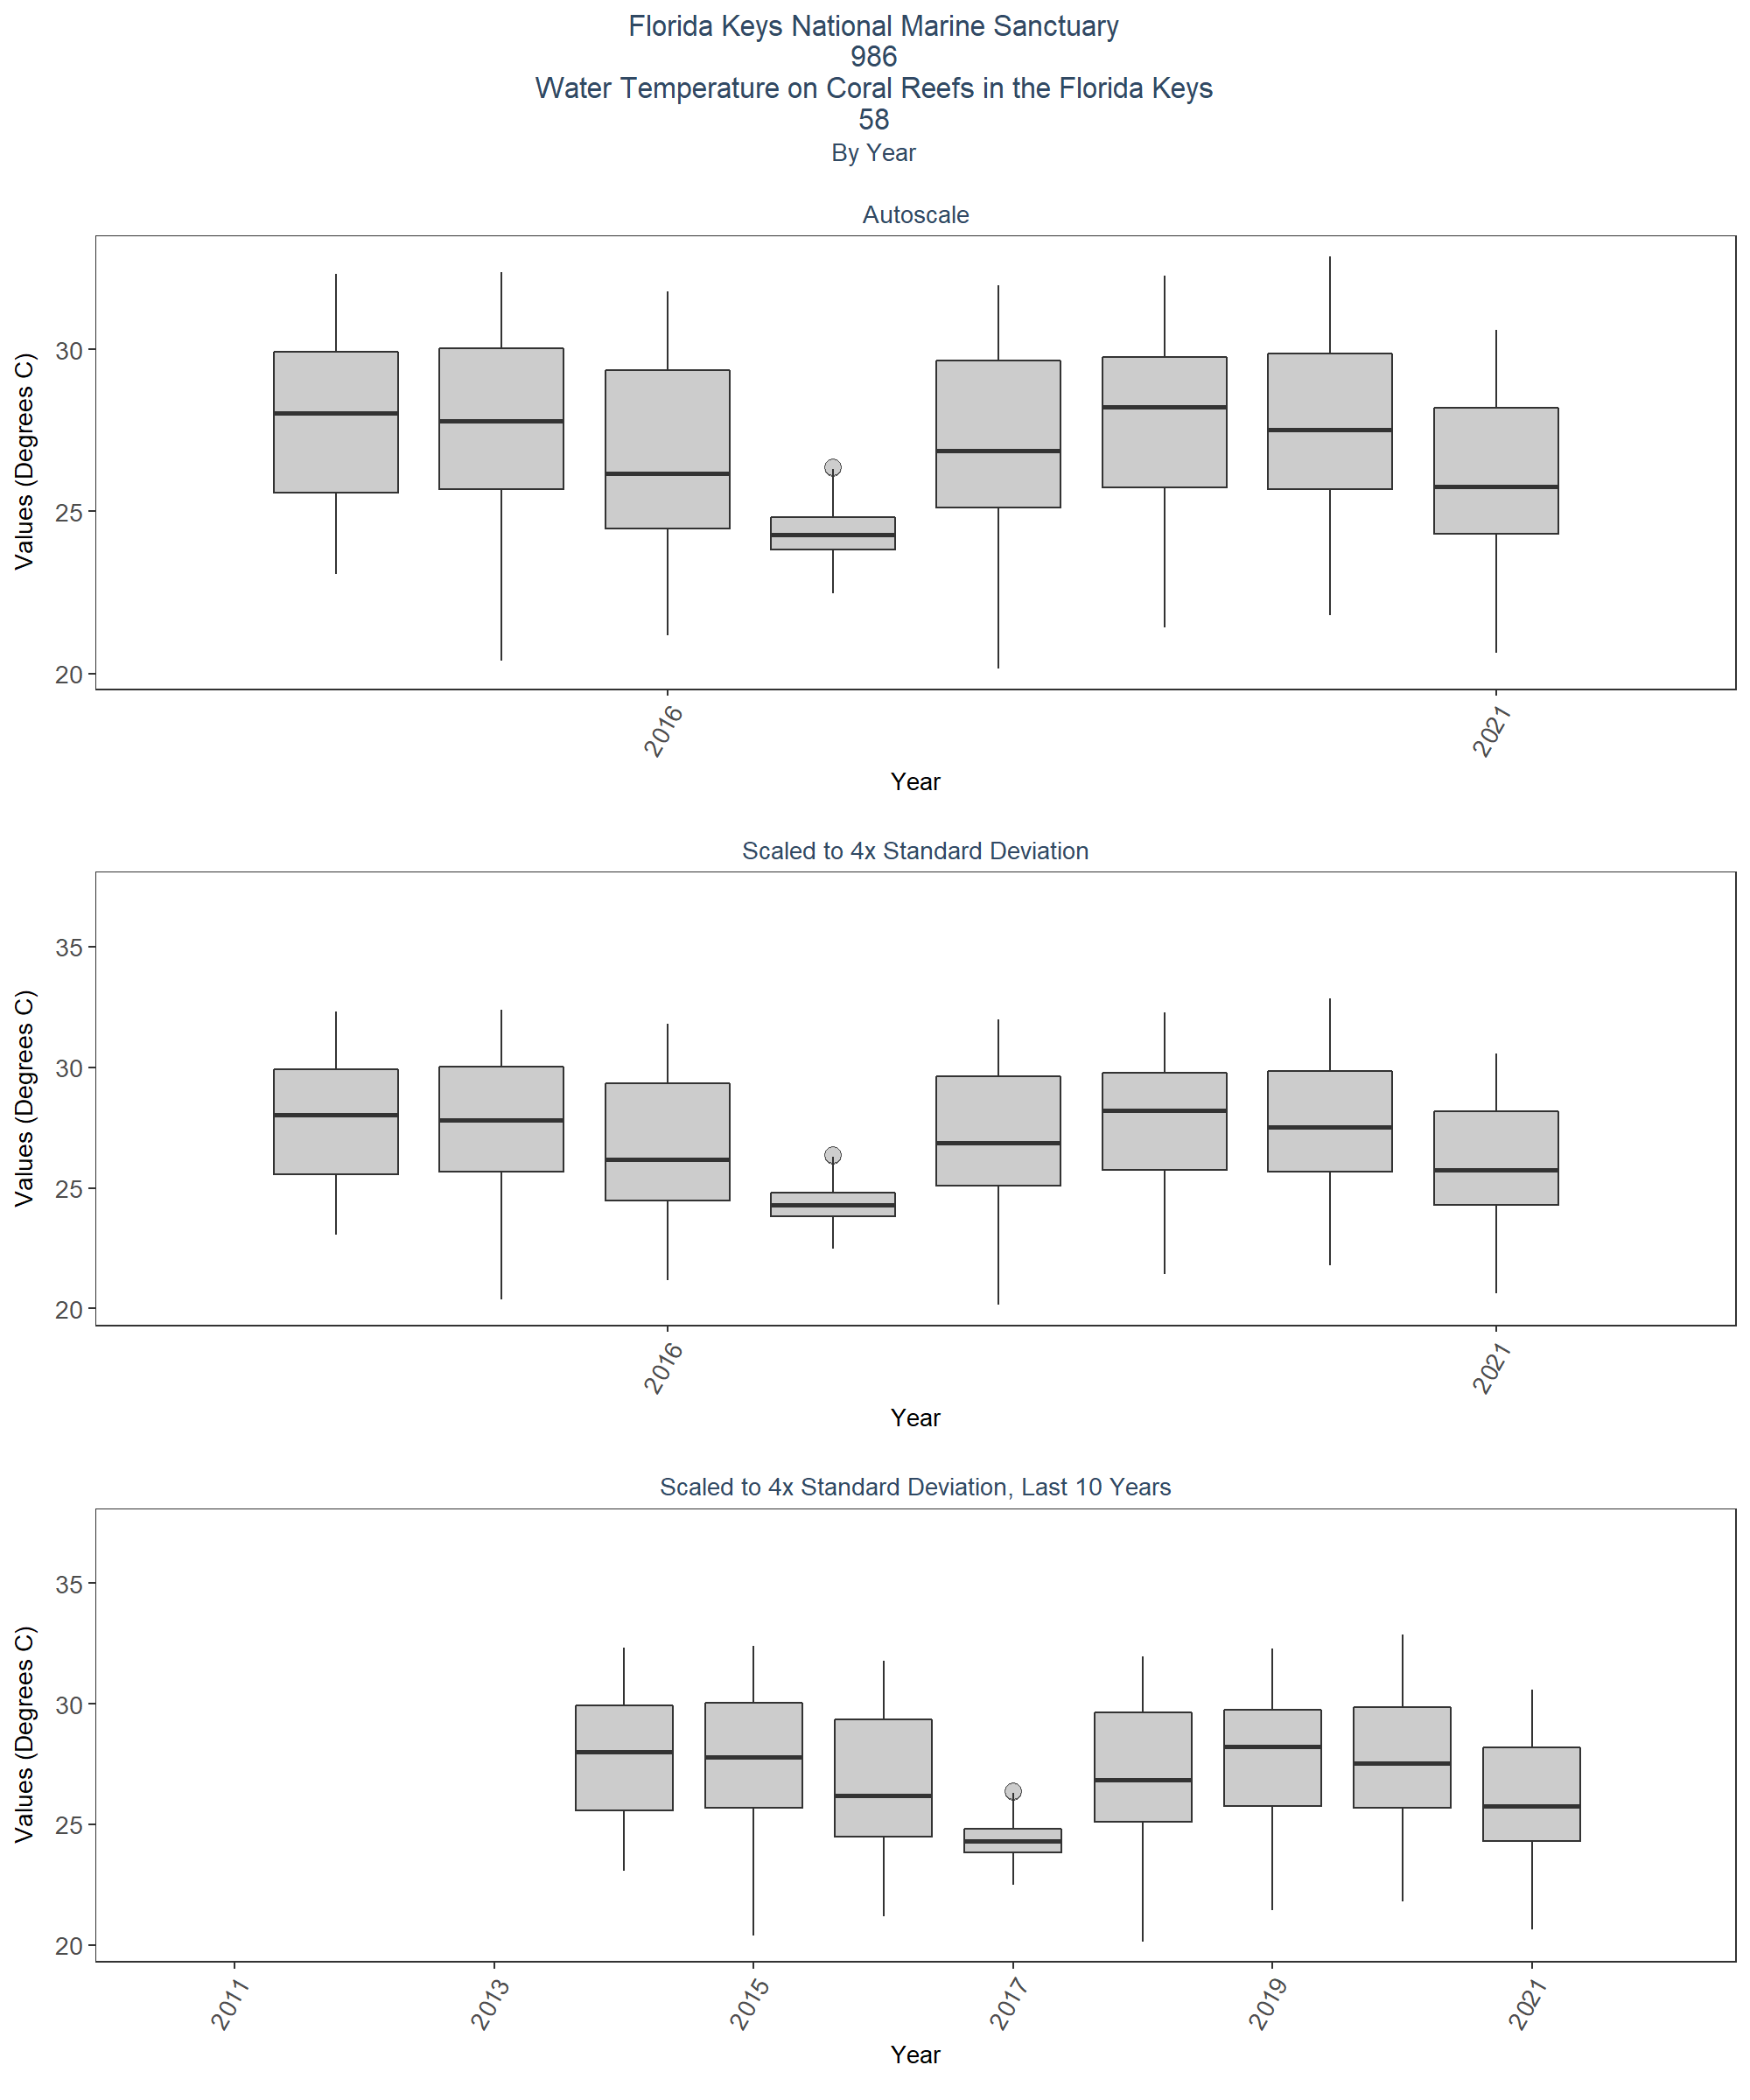 Florida Keys National Marine Sanctuary
986
Water Temperature on Coral Reefs in the Florida Keys
58
By Year
Autoscale
Values (Degrees C)
30
25
20
2016
2021
Year
Scaled to 4x Standard Deviation
Values (Degrees C)
35
30
25
20
2016
2021
Year
Scaled to 4x Standard Deviation, Last 10 Years
Values (Degrees C)
35
30
25
20
2011
2013
2015
2017
2019
2021
Year